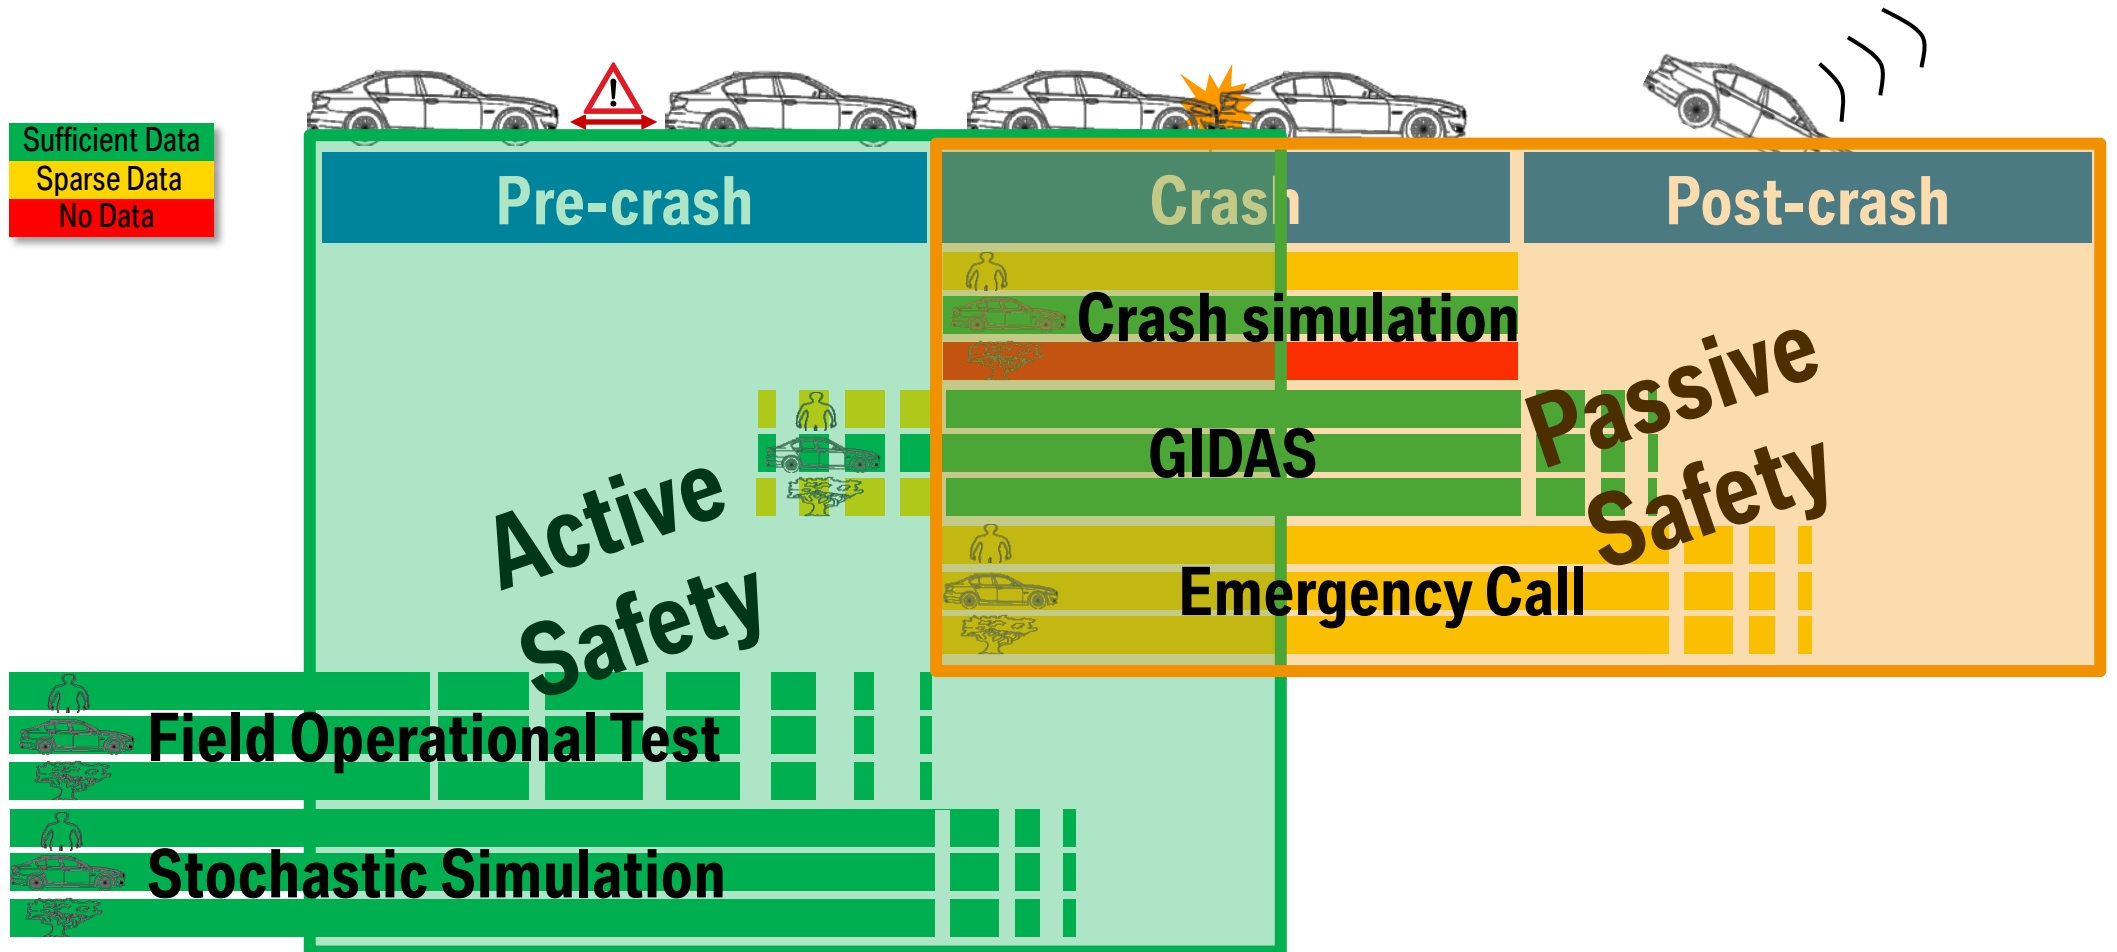 Sufficient Data
Sparse Data
No Data
!
Pre-crash
Crash
Post-crash
Crash simulation
GIDAS
Emergency Call
Active
Safety
Passive
Safety
Field Operational Test
Stochastic Simulation